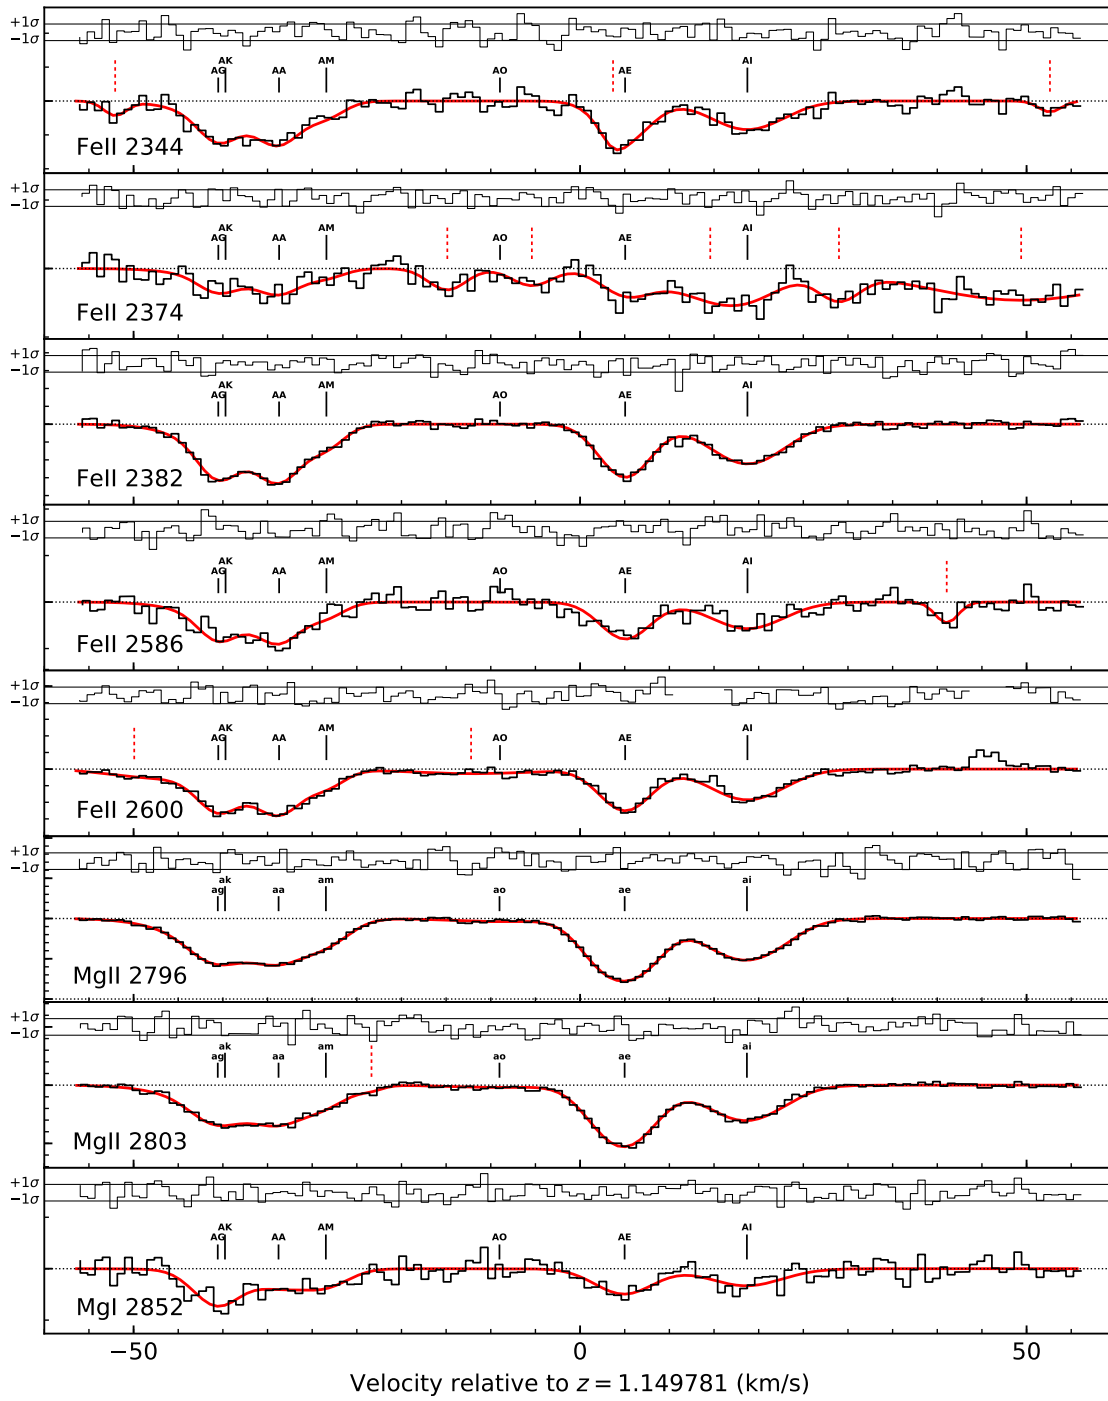 +1σ
−1σ
AG AK AA AM AO AE AI
FeII 2344
+1σ
−1σ
AG AK AA AM AO AE AI
FeII 2374
+1σ
−1σ
AG AK AA AM AO AE AI
FeII 2382
+1σ
−1σ
AG AK AA AM AO AE AI
FeII 2586
+1σ
−1σ
AG AK AA AM AO AE AI
FeII 2600
+1σ
−1σ
ag ak aa am ao ae ai
MgII 2796
+1σ
−1σ
ag ak aa am ao ae ai
MgII 2803
+1σ
−1σ
AG AK AA AM AO AE AI
MgI 2852
−50 0 50
Velocity relative to z = 1.149781 (km/s)